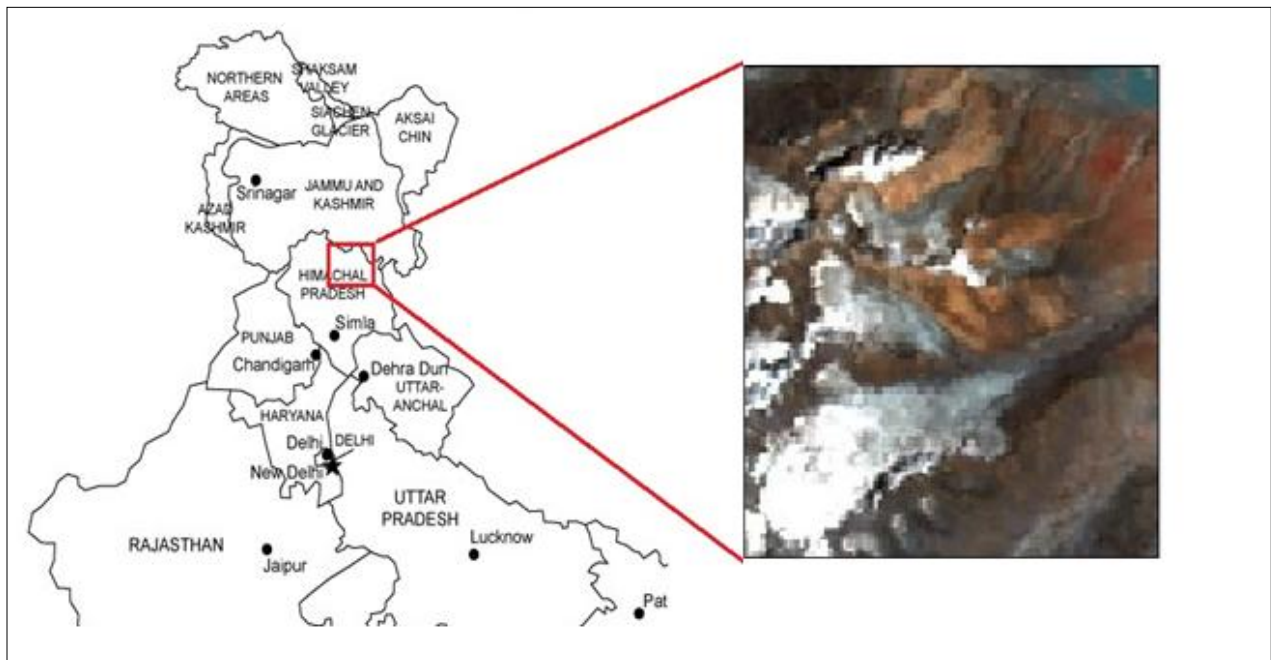 NORTHERN
AREAS
SHAKSAM
VALLEY
SIACHEN
GLACIER
AKSAI
CHIN
Srinagar
JAMMU AND
KASHMIR
AZAD
KASHMIR
HIMACHAL
PRADESH
Simla
PUNJAB
Chandigarh
Dehra Dun
UTTAR-
ANCHAL
HARYANA
Delhi
DELHI
New Delhi
UTTAR
PRADESH
RAJASTHAN
Lucknow
Jaipur
Pat